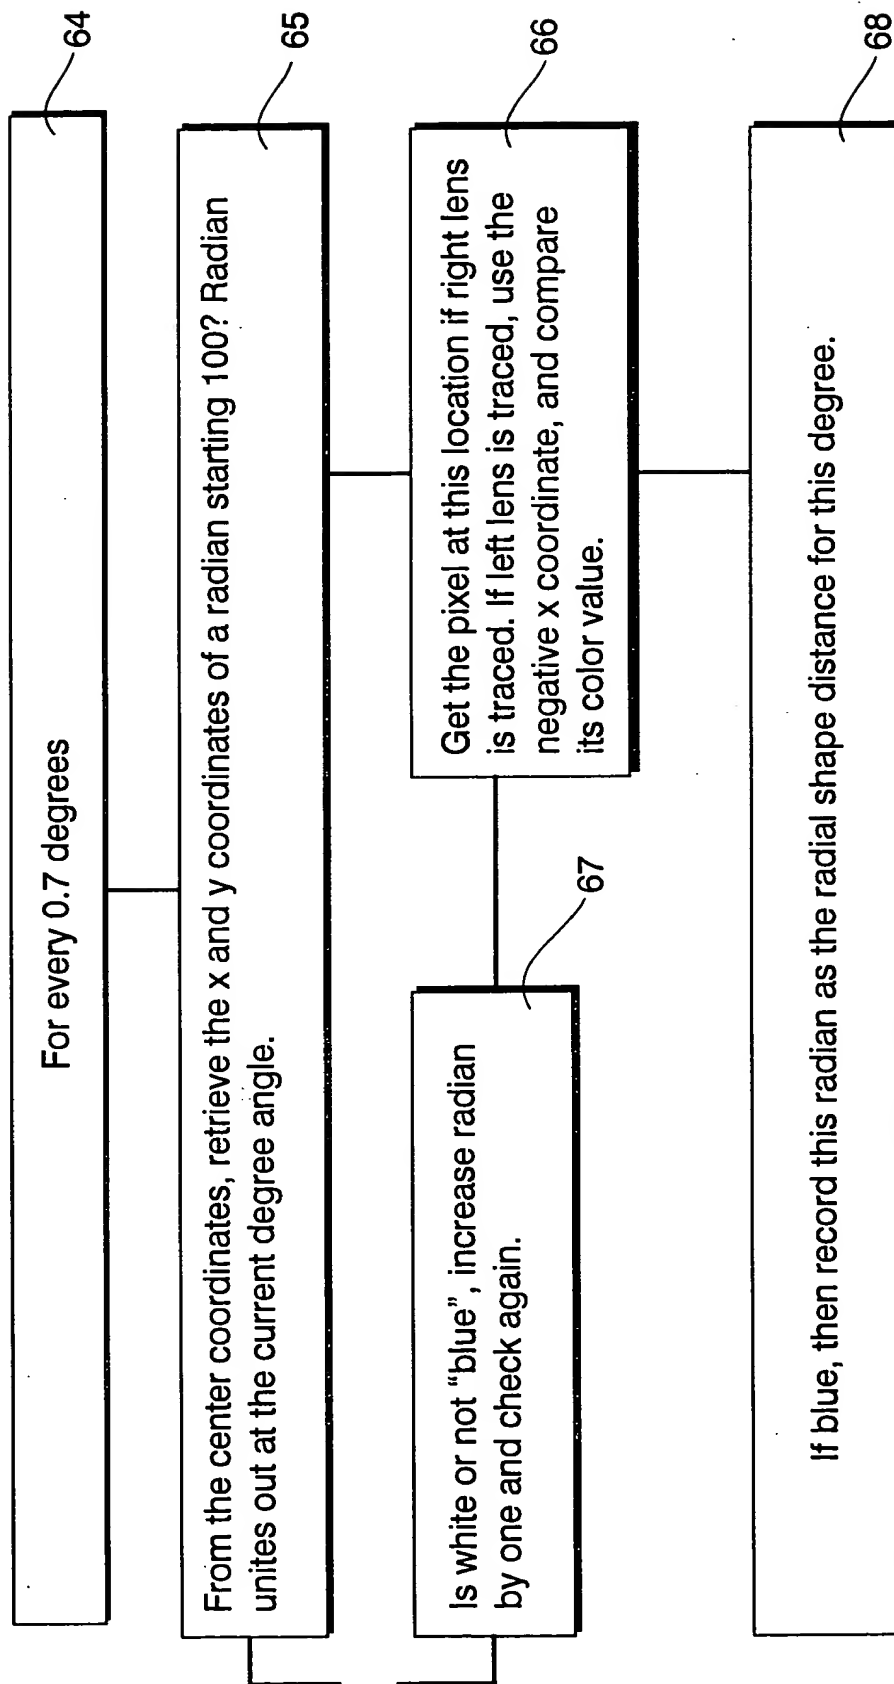 For every 0.7 degrees
64
From the center coordinates, retrieve the x and y coordinates of a radian starting 100? Radian
unites out at the current degree angle.
65
Get the pixel at this location if right lens
is traced. If left lens is traced, use the
negative x coordinate, and compare
its color value.
66
Is white or not “blue”, increase radian
by one and check again.
67
If blue, then record this radian as the radial shape distance for this degree.
68